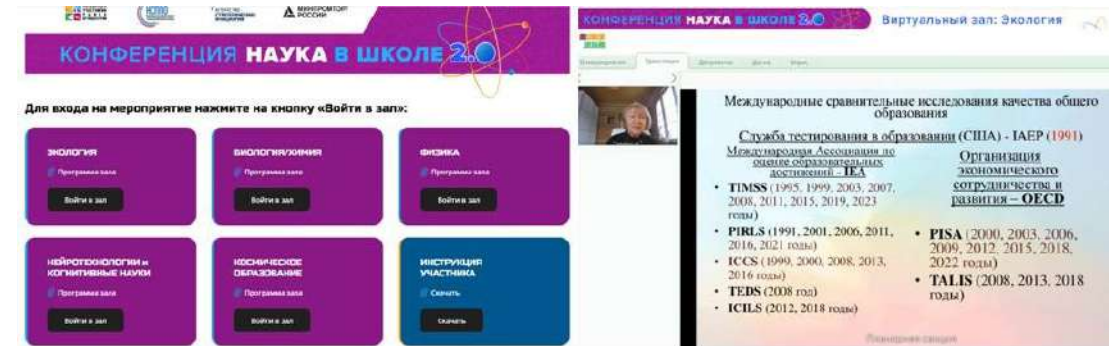 МИНПРОМТОРГ
РОССИИ
КОНФЕРЕНЦИЯ НАУКА В ШКОЛЕ 2.0
Для входа на мероприятие нажмите на кнопку «Войти в зал»:
ЭКОЛОГИЯ
Программа зала
Войти в зал
БИОЛОГИЯ/ХИМИЯ
Программа зала
Войти в зал
ФИЗИКА
Программа зала
Войти в зал
НЕЙРОТЕХНОЛОГИИ и
КОГНИТИВНЫЕ НАУКИ
Программа зала
Войти в зал
КОСМИЧЕСКОЕ
ОБРАЗОВАНИЕ
Программа зала
Войти в зал
ИНСТРУКЦИЯ
УЧАСТНИКА
Скачать
Скачать
КОНФЕРЕНЦИЯ НАУКА В ШКОЛЕ 2.0
Виртуальный зал: Экология
Трансляция
Международные сравнительные исследования качества общего
образования
Служба тестирования в образовании (США) - IAEP (1991)
Международная Ассоциация по
оценке образовательных
достижений - IEA
• TIMSS (1995, 1999, 2003, 2007,
2008, 2011, 2015, 2019, 2023
годы)
• PIRLS (1991, 2001, 2006, 2011,
2016, 2021 годы)
• ICCS (1999, 2000, 2008, 2013,
2016 годы)
• TEDS (2008 год)
• ICILS (2012, 2018 годы)
Организация
экономического
сотрудничества и
развития – OECD
• PISA (2000, 2003, 2006,
2009, 2012, 2015, 2018,
2022 годы)
• TALIS (2008, 2013, 2018
годы)
Пленарная секция